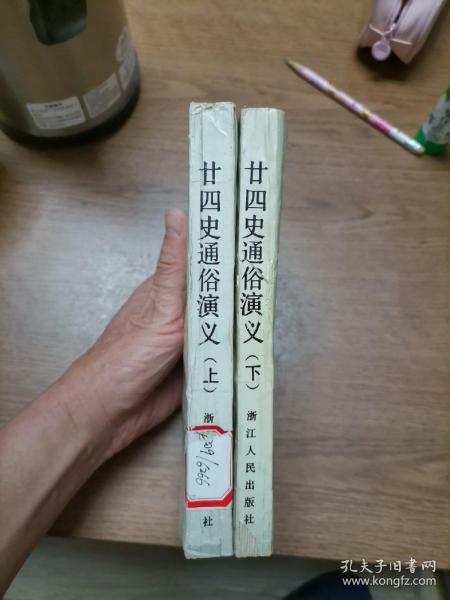 廿四史通俗演义（上）
浙
社
廿四史通俗演义（下）
浙江人民出版社
孔夫子旧书网
www.kongfz.com